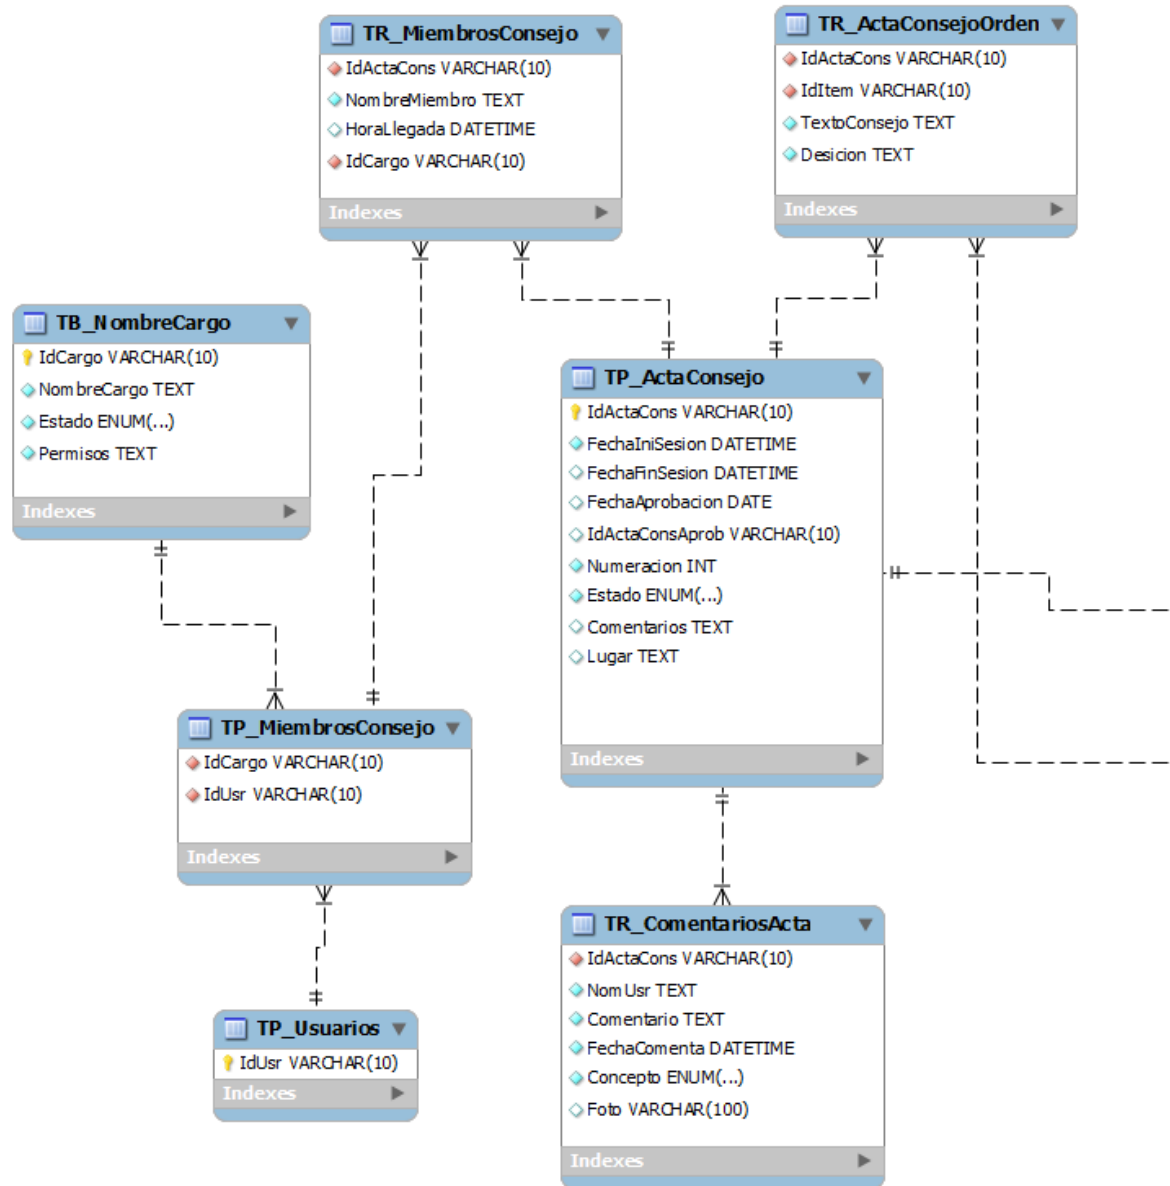 TR_MiembrosConsejo
IdActaCons VARCHAR(10)
NombreMiembro TEXT
HoraLlegada DATETIME
IdCargo VARCHAR(10)
Indexes
TR_ActaConsejoOrden
IdActaCons VARCHAR(10)
IdItem VARCHAR(10)
TextoConsejo TEXT
Desicion TEXT
Indexes
TB_NombreCargo
IdCargo VARCHAR(10)
NombreCargo TEXT
Estado ENUM(...)
Permisos TEXT
Indexes
TP_ActaConsejo
IdActaCons VARCHAR(10)
FechaIniSesion DATETIME
FechaFinSesion DATETIME
FechaAprobacion DATE
IdActaConsAprob VARCHAR(10)
Numeracion INT
Estado ENUM(...)
Comentarios TEXT
Lugar TEXT
Indexes
TP_MiembrosConsejo
IdCargo VARCHAR(10)
IdUsr VARCHAR(10)
Indexes
TR_ComentariosActa
IdActaCons VARCHAR(10)
NomUsr TEXT
Comentario TEXT
FechaComenta DATETIME
Concepto ENUM(...)
Foto VARCHAR(100)
Indexes
TP_Usuarios
IdUsr VARCHAR(10)
Indexes